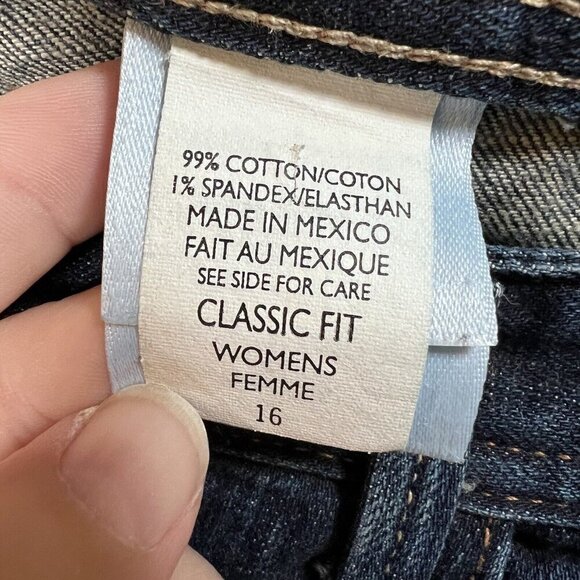 99% COTTON/COTON
1% SPANDEX/ELASTHAN
MADE IN MEXICO
FAIT AU MEXIQUE
SEE SIDE FOR CARE
CLASSIC FIT
WOMENS
FEMME
16